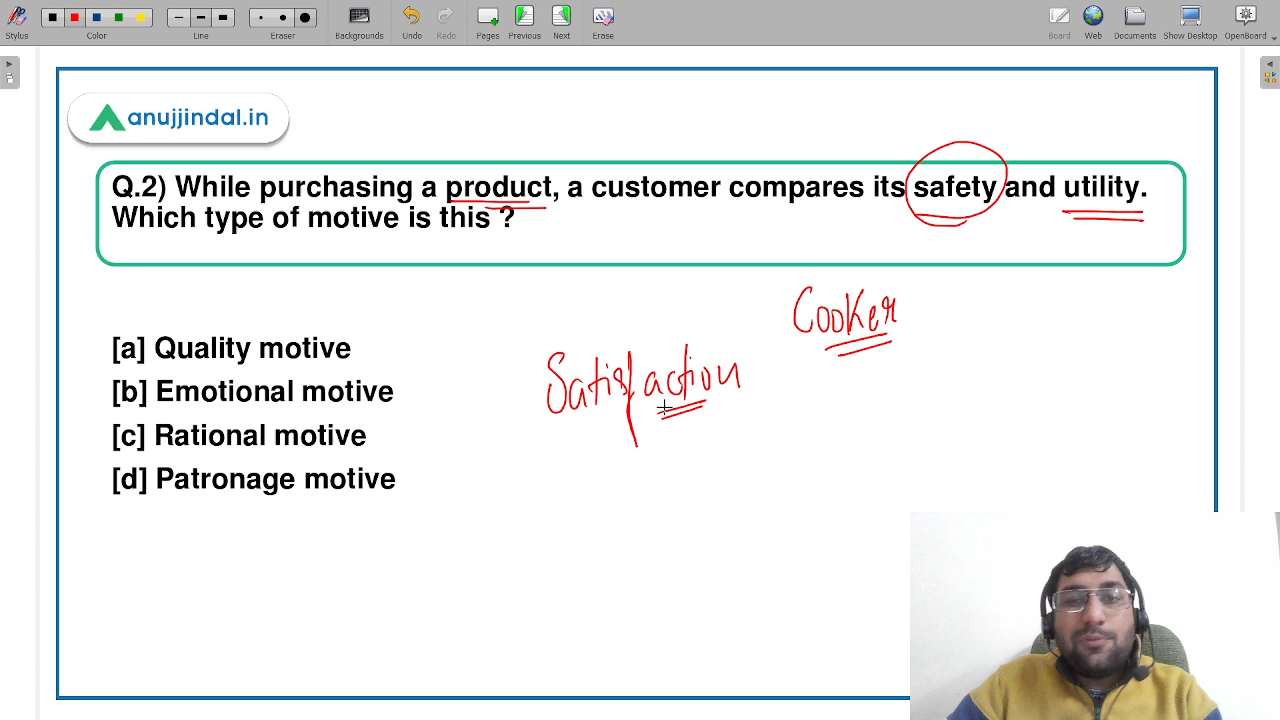 Stylus
Color
Line
Eraser
Backgrounds
Undo
Redo
Pages
Previous
Next
Erase
Board
Web
Documents
Show Desktop
OpenBoard
anujjindal.in
Q.2) While purchasing a product, a customer compares its safety and utility.
Which type of motive is this ?
Cooker
[a] Quality motive
Satisfaction
[b] Emotional motive
[c] Rational motive
[d] Patronage motive